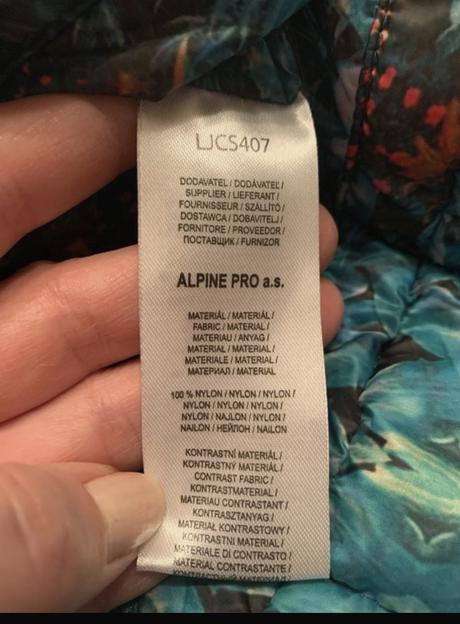 LJCS407
DODAVATEL / DODÁVATEĽ /
SUPPLIER / LIEFERANT /
FOURNISSEUR / SZÁLLÍTÓ /
DOSTAWCA / DOBAVITELJ /
FORNITORE / PROVEEDOR /
ПОСТАВЩИК / FURNIZOR
ALPINE PRO a.s.
MATERIÁL / MATERIÁL /
FABRIC / MATERIAL /
MATERIAU / ANYAG /
MATERIAŁ / MATERIAL /
MATERIALE / MATERIAL /
МАТЕРИАЛ / MATERIAL
100 % NYLON / NYLON / NYLON /
NYLON / NYLON / NYLON /
NYLON / NAJLON / NYLON /
NAILON / НЕЙЛОН / NAILON
KONTRASTNÍ MATERIÁL /
KONTRASTNÝ MATERIÁL /
CONTRAST FABRIC /
KONTRASTMATERIAL /
MATERIAU CONTRASTANT /
KONTRASZTANYAG /
MATERIAŁ KONTRASTOWY /
KONTRASTNI MATERIAL /
MATERIALE DI CONTRASTO /
MATERIAL CONTRASTANTE /
КОНТРАСТНЫЙ МАТЕРИАЛ /